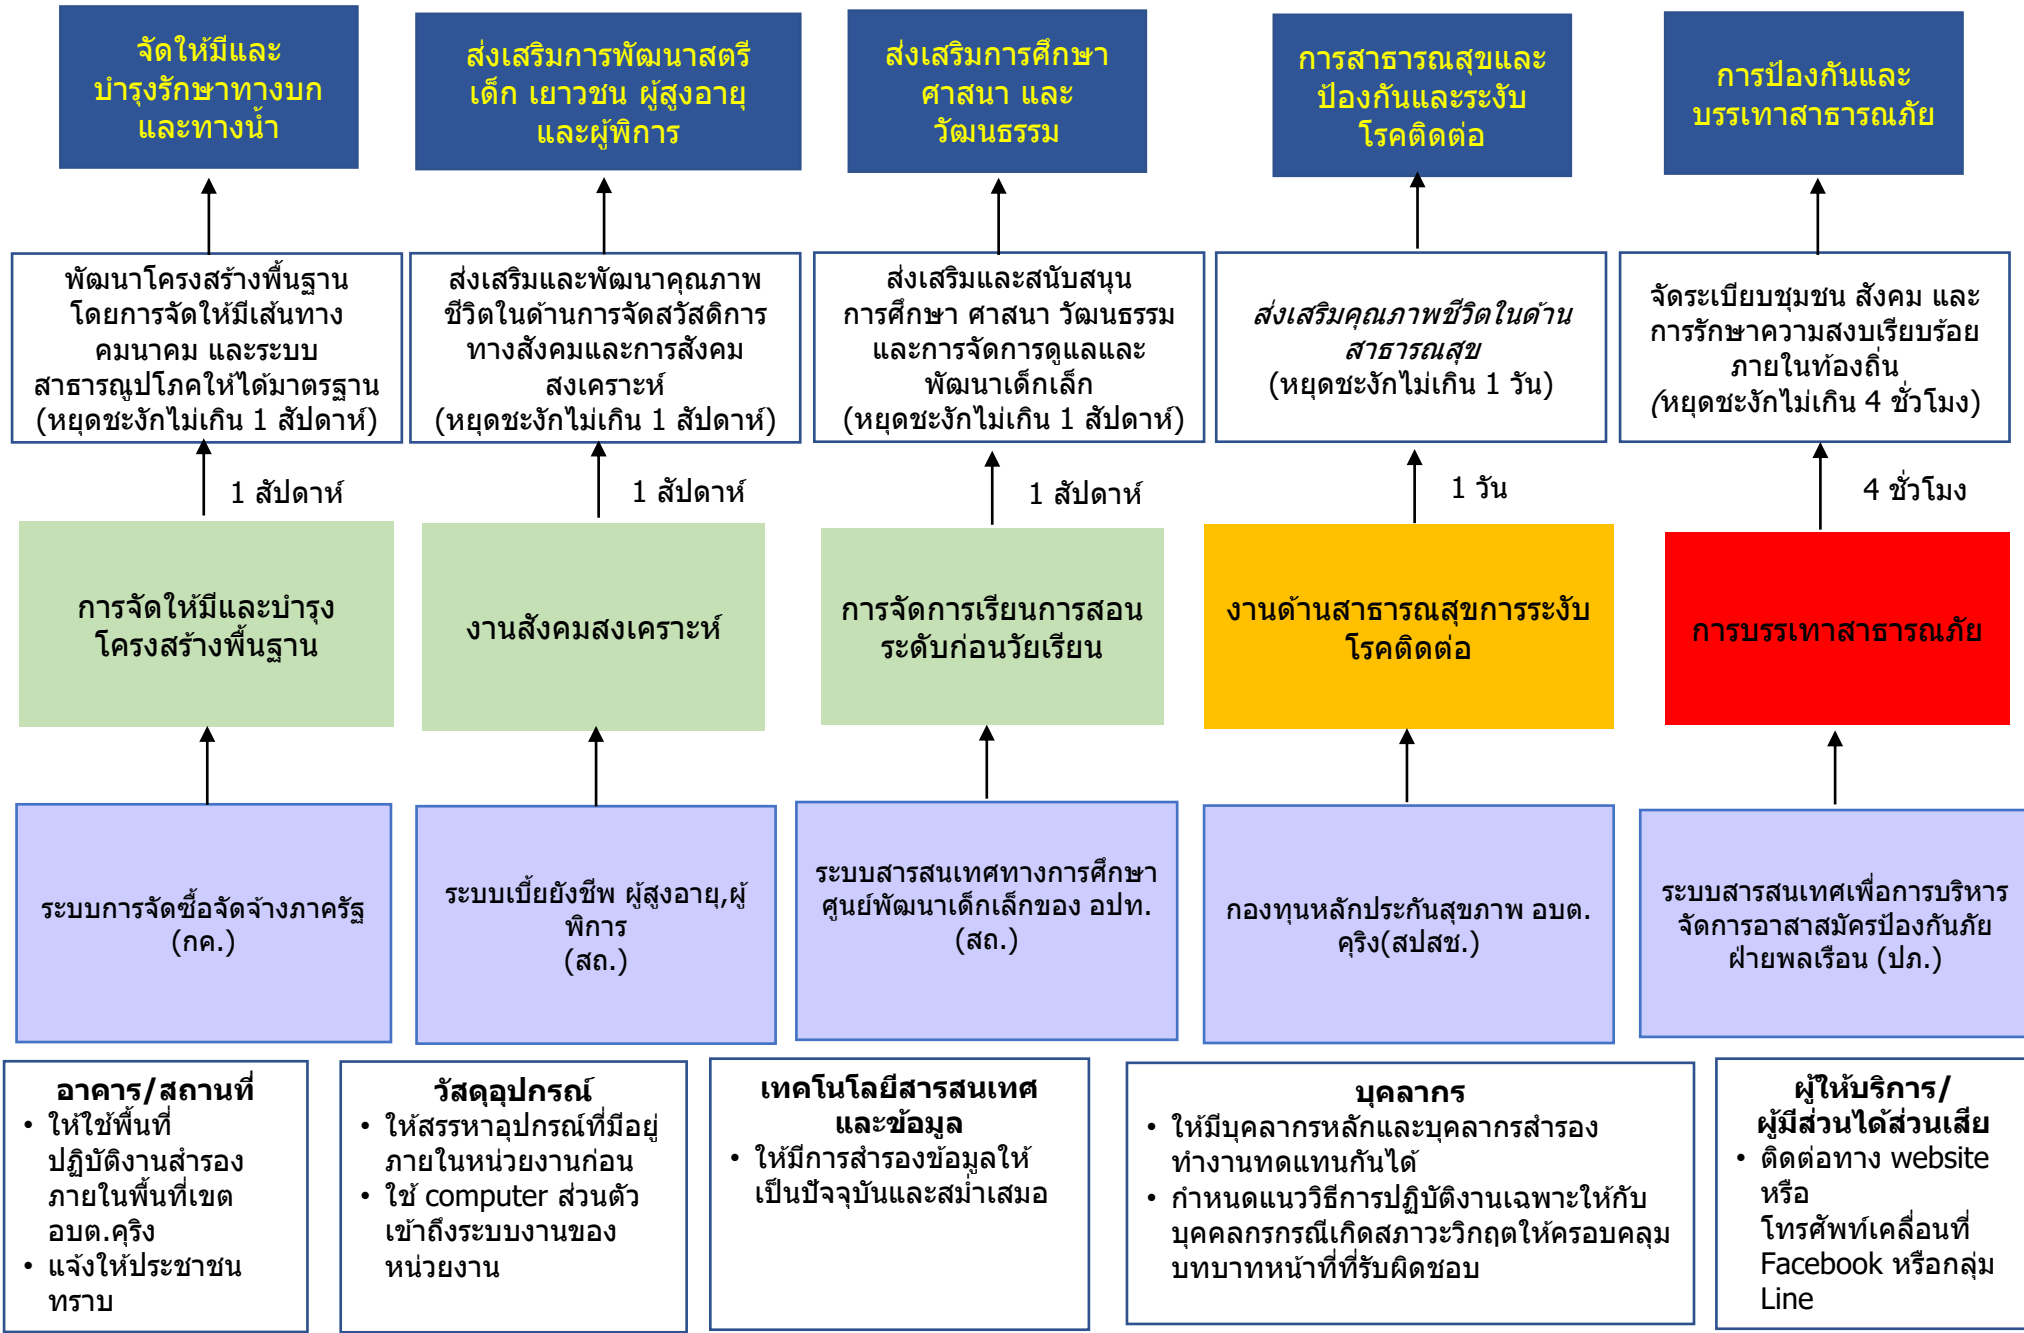 จัดให้มีและ
บำรุงรักษาทางบก
และทางน้ำ
ส่งเสริมการพัฒนาสตรี
เด็ก เยาวชน ผู้สูงอายุ
และผู้พิการ
ส่งเสริมการศึกษา
ศาสนา และ
วัฒนธรรม
การสาธารณสุขและ
ป้องกันและระงับ
โรคติดต่อ
การป้องกันและ
บรรเทาสาธารณภัย
พัฒนาโครงสร้างพื้นฐาน
โดยการจัดให้มีเส้นทาง
คมนาคม และระบบ
สาธารณูปโภคให้ได้มาตรฐาน
(หยุดชะงักไม่เกิน 1 สัปดาห์)
ส่งเสริมและพัฒนาคุณภาพ
ชีวิตในด้านการจัดสวัสดิการ
ทางสังคมและการสังคม
สงเคราะห์
(หยุดชะงักไม่เกิน 1 สัปดาห์)
ส่งเสริมและสนับสนุน
การศึกษา ศาสนา วัฒนธรรม
และการจัดการดูแลและ
พัฒนาเด็กเล็ก
(หยุดชะงักไม่เกิน 1 สัปดาห์)
ส่งเสริมคุณภาพชีวิตในด้าน
สาธารณสุข
(หยุดชะงักไม่เกิน 1 วัน)
จัดระเบียบชุมชน สังคม และ
การรักษาความสงบเรียบร้อย
ภายในท้องถิ่น
(หยุดชะงักไม่เกิน 4 ชั่วโมง)
1 สัปดาห์
1 สัปดาห์
1 สัปดาห์
1 วัน
4 ชั่วโมง
การจัดให้มีและบำรุง
โครงสร้างพื้นฐาน
งานสังคมสงเคราะห์
การจัดการเรียนการสอน
ระดับก่อนวัยเรียน
งานด้านสาธารณสุขการระงับ
โรคติดต่อ
การบรรเทาสาธารณภัย
ระบบการจัดซื้อจัดจ้างภาครัฐ
(กค.)
ระบบเบี้ยยังชีพ ผู้สูงอายุ,ผู้
พิการ
(สถ.)
ระบบสารสนเทศทางการศึกษา
ศูนย์พัฒนาเด็กเล็กของ อปท.
(สถ.)
กองทุนหลักประกันสุขภาพ อบต.
คุริง(สปสช.)
ระบบสารสนเทศเพื่อการบริหาร
จัดการอาสาสมัครป้องกันภัย
ฝ่ายพลเรือน (ปภ.)
อาคาร/สถานที่
• ให้ใช้พื้นที่
ปฏิบัติงานสำรอง
ภายในพื้นที่เขต
อบต.คุริง
• แจ้งให้ประชาชน
ทราบ
วัสดุอุปกรณ์
• ให้สรรหาอุปกรณ์ที่มีอยู่
ภายในหน่วยงานก่อน
• ใช้ computer ส่วนตัว
เข้าถึงระบบงานของ
หน่วยงาน
เทคโนโลยีสารสนเทศ
และข้อมูล
• ให้มีการสำรองข้อมูลให้
เป็นปัจจุบันและสม่ำเสมอ
บุคลากร
• ให้มีบุคลากรหลักและบุคลากรสำรอง
ทำงานทดแทนกันได้
• กำหนดแนววิธีการปฏิบัติงานเฉพาะให้กับ
บุคคลกรกรณีเกิดสภาะวิกฤตให้ครอบคลุม
บทบาทหน้าที่ที่รับผิดชอบ
ผู้ให้บริการ/
ผู้มีส่วนได้ส่วนเสีย
• ติดต่อทาง website
หรือ
โทรศัพท์เคลื่อนที่
Facebook หรือกลุ่ม
Line